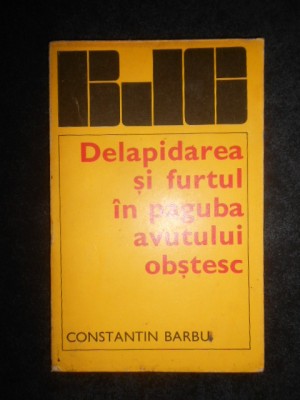 BJC
Delapidarea
și furtul
în paguba
avutului
obștesc
CONSTANTIN BARBU